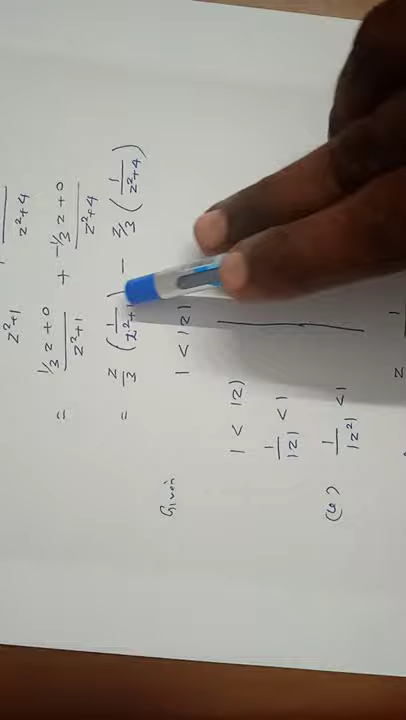 z²+1 z²+4
= 1/3 z + 0 / z²+1 + -1/3 z + 0 / z²+4
= z/3 ( 1 / z²+1 ) - z/3 ( 1 / z²+4 )
Given 1 < |z|
1 < |z)
1/|z| < 1
1/|z²| < 1